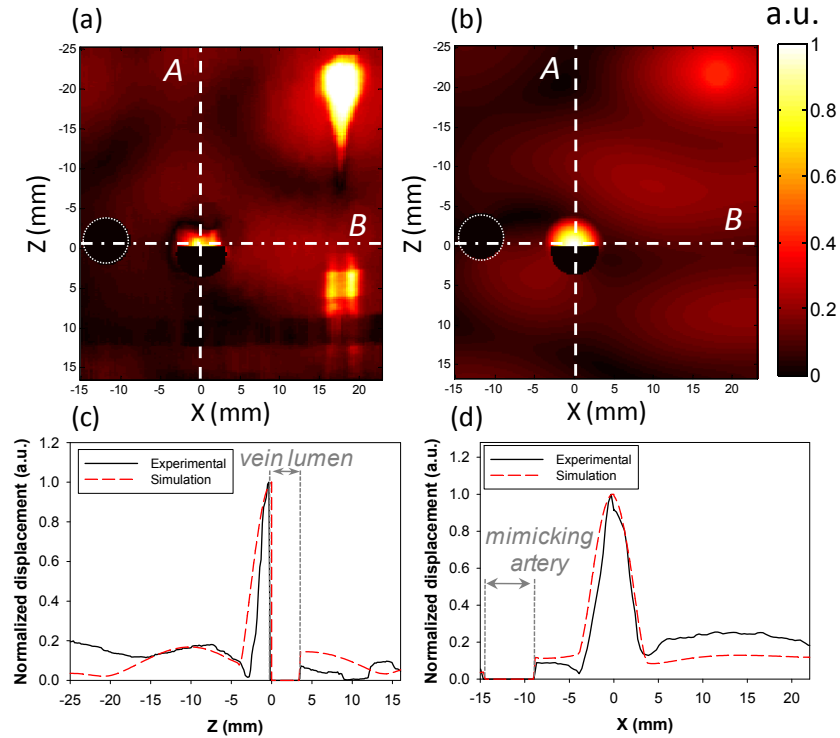 (a)
(b)
a.u.
A
A
-25
-20
-15
-10
-5
0
5
10
15
Z (mm)
B
-15 -10 -5 0 5 10 15 20
X (mm)
-25
-20
-15
-10
-5
0
5
10
15
Z (mm)
B
-15 -10 -5 0 5 10 15 20
X (mm)
1
0.8
0.6
0.4
0.2
0
(c)
1.2
1.0
0.8
0.6
0.4
0.2
0.0
Normalized displacement (a.u.)
Experimental
Simulation
vein lumen
-25 -20 -15 -10 -5 0 5 10 15
Z (mm)
(d)
1.2
1.0
0.8
0.6
0.4
0.2
0.0
Normalized displacement (a.u.)
Experimental
Simulation
mimicking
artery
-15 -10 -5 0 5 10 15 20
X (mm)